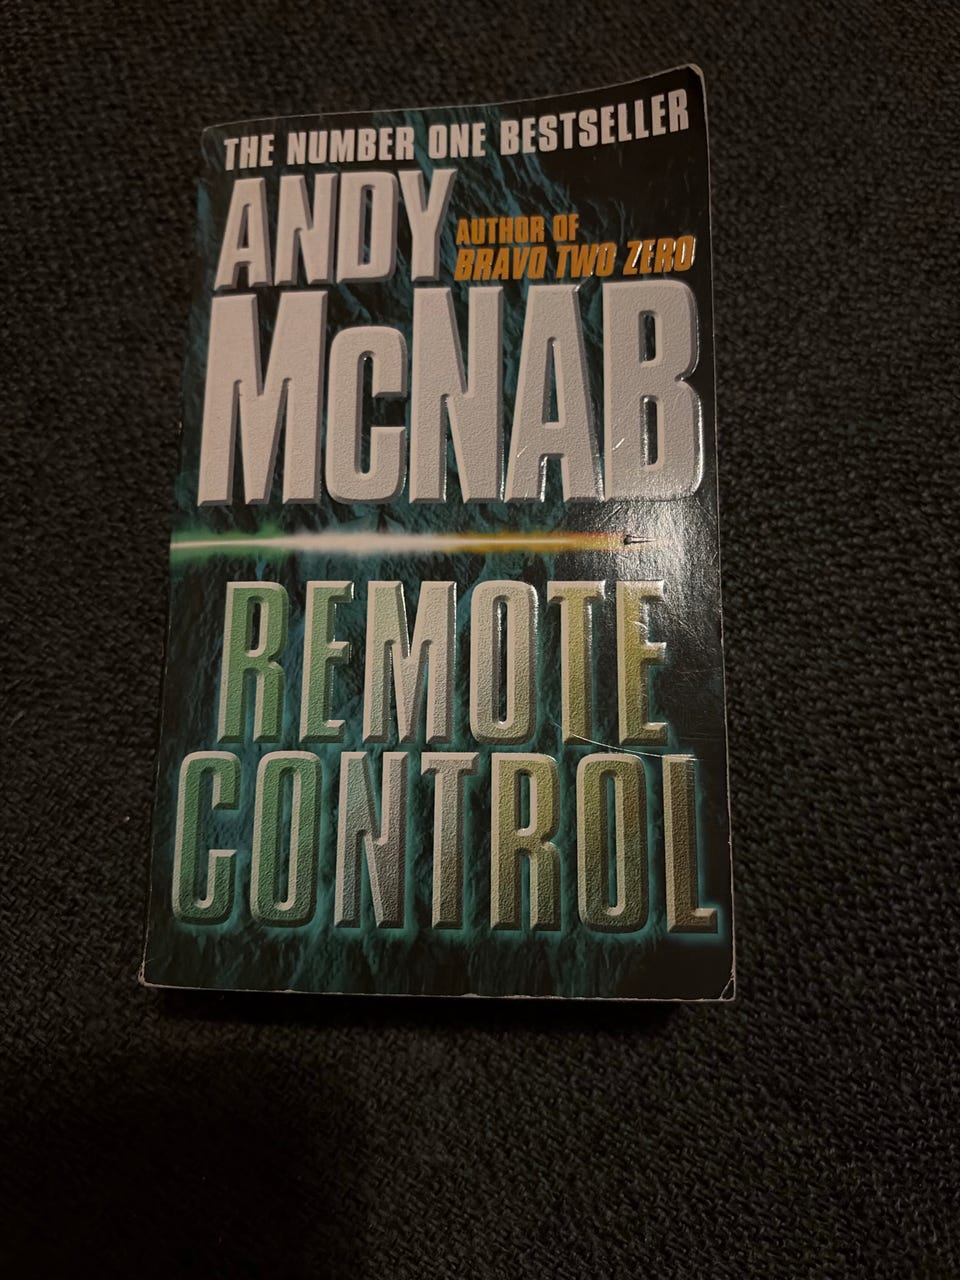 THE NUMBER ONE BESTSELLER
ANDY
AUTHOR OF
BRAVO TWO ZERO
McNAB
REMOTE
CONTROL